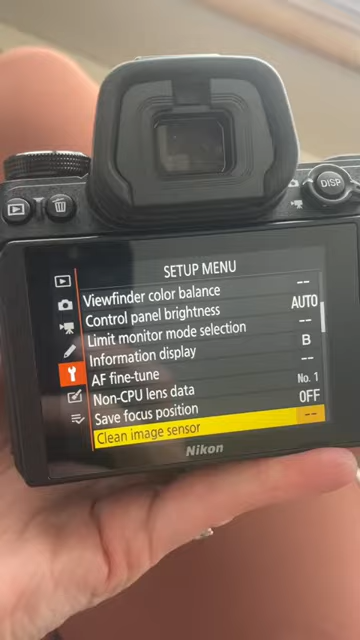 DISP
SETUP MENU
Viewfinder color balance --
Control panel brightness AUTO
Limit monitor mode selection --
Information display B
AF fine-tune --
Non-CPU lens data No. 1
Save focus position OFF
Clean image sensor --
Nikon